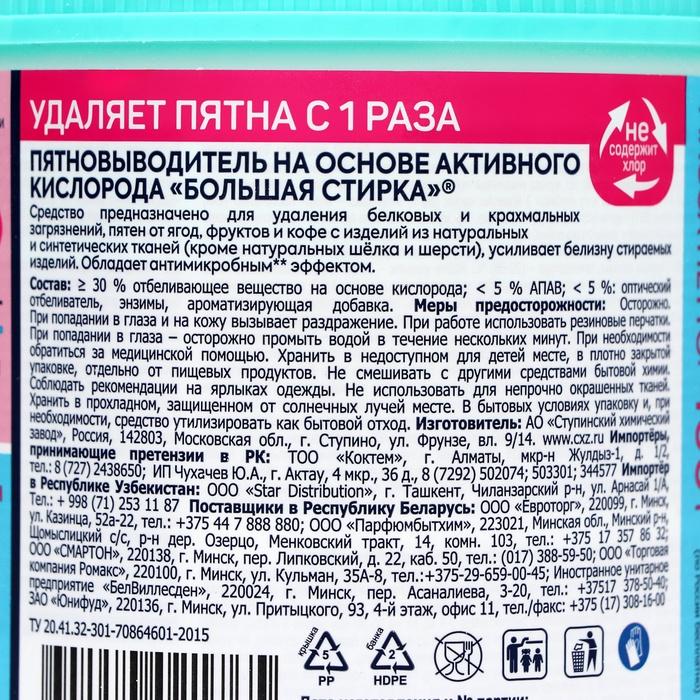 УДАЛЯЕТ ПЯТНА С 1 РАЗА
не
содержит
хлор
ПЯТНОВЫВОДИТЕЛЬ НА ОСНОВЕ АКТИВНОГО
КИСЛОРОДА «БОЛЬШАЯ СТИРКА»®
Средство предназначено для удаления белковых и крахмальных
загрязнений, пятен от ягод, фруктов и кофе с изделий из натуральных
и синтетических тканей (кроме натуральных шёлка и шерсти), усиливает белизну стираемых
изделий. Обладает антимикробным** эффектом.
Состав: ≥ 30 % отбеливающее вещество на основе кислорода; < 5 % АПАВ; < 5 %: оптический
отбеливатель, энзимы, ароматизирующая добавка. Меры предосторожности: Осторожно.
При попадании в глаза и на кожу вызывает раздражение. При работе использовать резиновые перчатки.
При попадании в глаза – осторожно промыть водой в течение нескольких минут. При необходимости
обратиться за медицинской помощью. Хранить в недоступном для детей месте, в плотно закрытой
упаковке, отдельно от пищевых продуктов. Не смешивать с другими средствами бытовой химии.
Соблюдать рекомендации на ярлыках одежды. Не использовать для непрочно окрашенных тканей.
Хранить в прохладном, защищенном от солнечных лучей месте. В бытовых условиях упаковку и, при
необходимости, средство утилизировать как бытовой отход. Изготовитель: АО «Ступинский химический
завод», Россия, 142803, Московская обл., г. Ступино, ул. Фрунзе, вл. 9/14. www.cxz.ru Импортёры,
принимающие претензии в РК: ТОО «Коктем», г. Алматы, мкр-н Жулдыз-1, д. 1/2,
тел.: 8 (727) 2438650; ИП Чухачев Ю.А., г. Актау, 4 мкр., 36 д., 8 (7292) 502074; 503301; 344577 Импортёр
в Республике Узбекистан: ООО «Star Distribution», г. Ташкент, Чиланзарский р-н, ул. Арнасай 1/А,
Тел.: + 998 (71) 253 11 87 Поставщики в Республику Беларусь: ООО «Евроторг», 220099, г. Минск,
ул. Казинца, 52а-22, тел.: +375 44 7 888 880; ООО «Парфюмбытхим», 223021, Минская обл., Минский р-н,
Щомыслицкий с/с, р-н дер. Озерцо, Менковский тракт, 14, комн. 103, тел.: +375 17 357 86 32;
ООО «СМАРТОН», 220138, г. Минск, пер. Липковский, д. 22, каб. 50, тел.: (017) 388-59-50; ООО «Торговая
компания Ромакс», 220100, г. Минск, ул. Кульман, 35А-8, тел.:+375-29-659-00-45; Иностранное унитарное
предприятие «БелВиллесден», 220024, г. Минск, пер. Асаналиева, 3-20, тел.: +37517 378-50-40;
ЗАО «Юнифуд», 220136, г. Минск, ул. Притыцкого, 93, 4-й этаж, офис 11, тел./факс: +375 (17) 308-16-00
ТУ 20.41.32-301-70864601-2015
крышка
5
PP
банка
2
HDPE